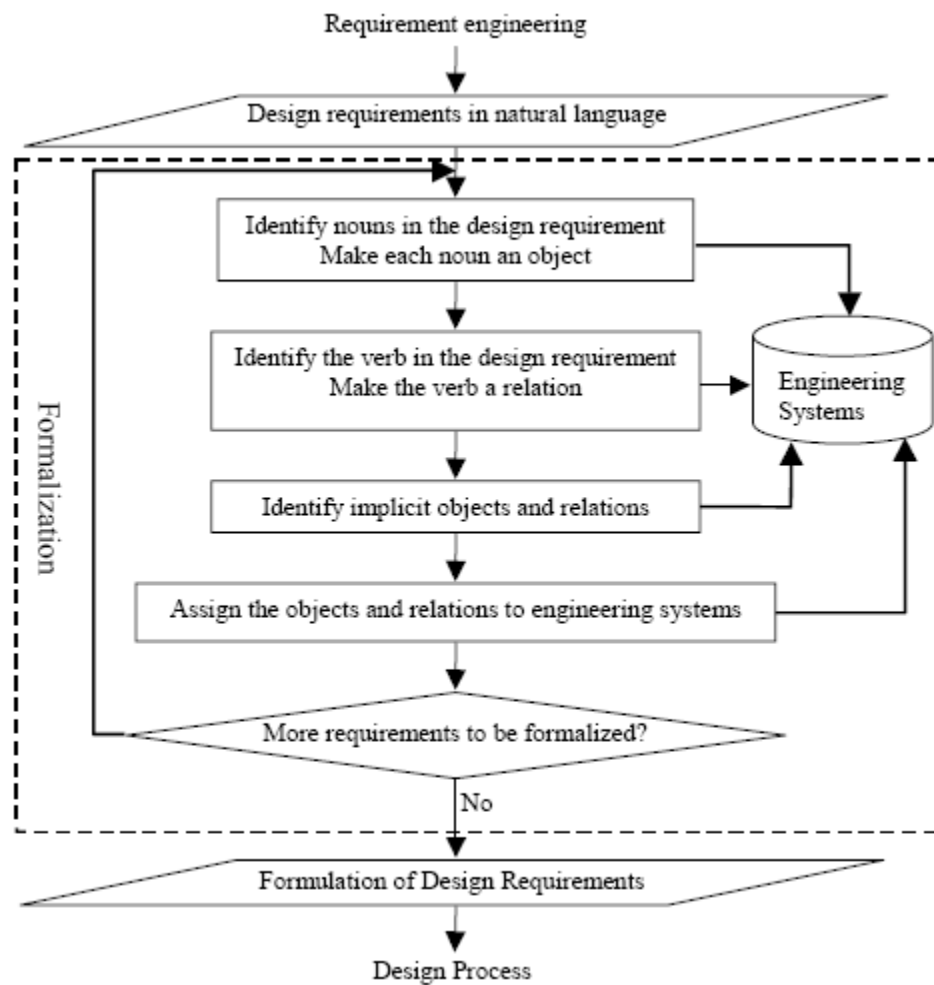 Requirement engineering
Design requirements in natural language
Identify nouns in the design requirement
Make each noun an object
Identify the verb in the design requirement
Make the verb a relation
Engineering
Systems
Formalization
Identify implicit objects and relations
Assign the objects and relations to engineering systems
More requirements to be formalized?
No
Formulation of Design Requirements
Design Process